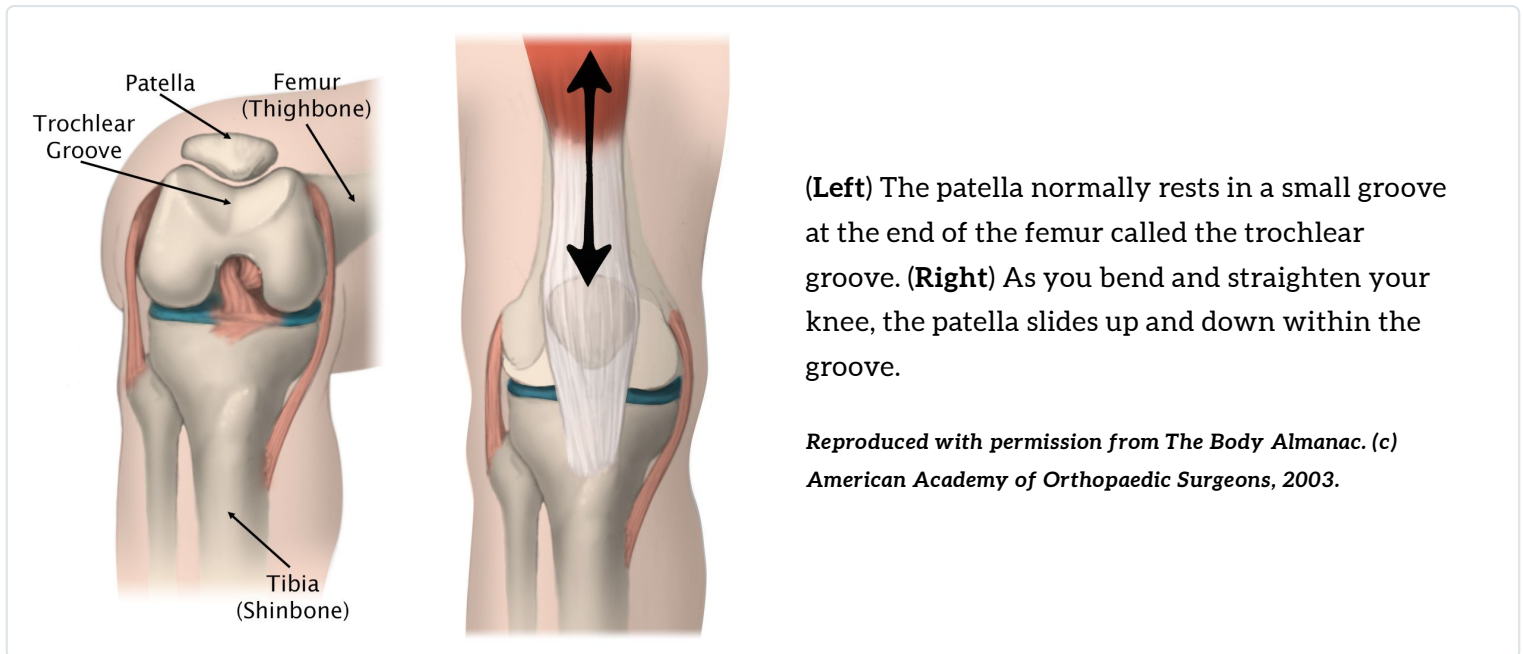 Patella
Femur
(Thighbone)
Trochlear
Groove
Tibia
(Shinbone)
(Left) The patella normally rests in a small groove
at the end of the femur called the trochlear
groove. (Right) As you bend and straighten your
knee, the patella slides up and down within the
groove.
Reproduced with permission from The Body Almanac. (c)
American Academy of Orthopaedic Surgeons, 2003.